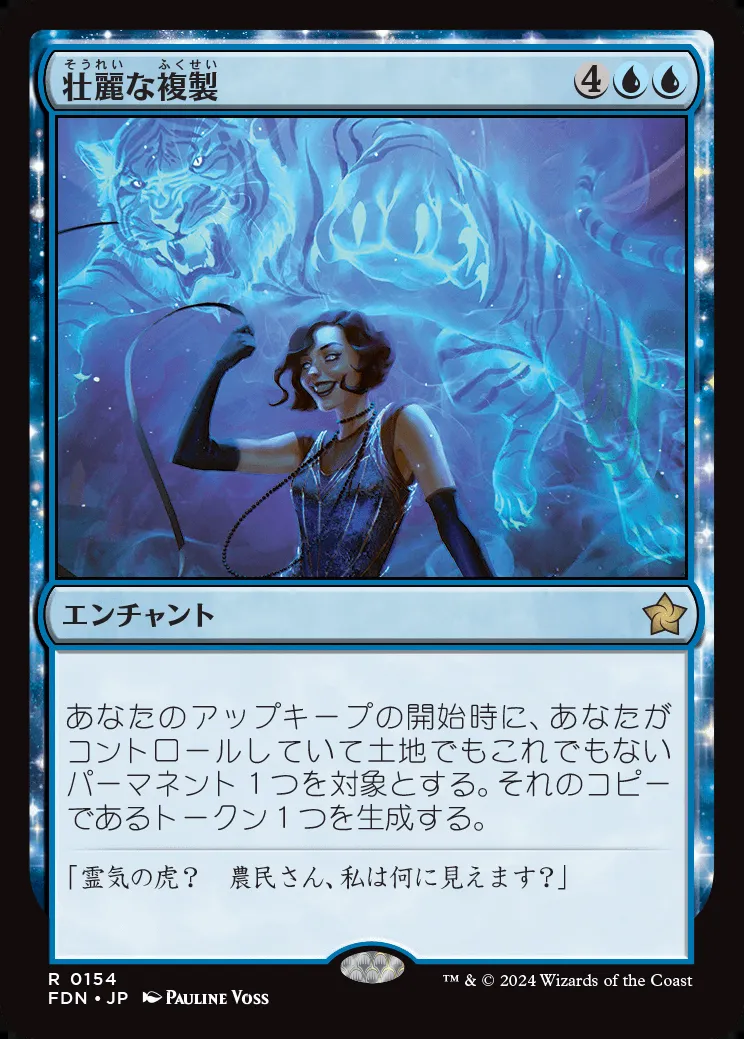 そうれい ふくせい
壮麗な複製 4
エンチャント
あなたのアップキープの開始時に、あなたが
コントロールしていて土地でもこれでもない
パーマネント１つを対象とする。それのコピー
であるトークン１つを生成する。
「霊気の虎？　農民さん、私は何に見えます？」
R 0154
FDN • JP Pauline Voss
™ & © 2024 Wizards of the Coast